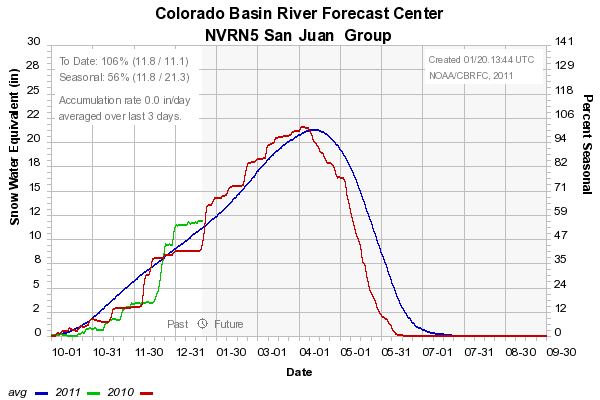 Colorado Basin River Forecast Center
NVRN5 San Juan Group
To Date: 106% (11.8 / 11.1)
Seasonal: 56% (11.8 / 21.3)
Accumulation rate 0.0 in/day
averaged over last 3 days.
Created 01/20.13:44 UTC
NOAA/CBRFC, 2011
Snow Water Equivalent (in)
30
28
25
22
20
18
15
12
10
8
5
2
0
Percent Seasonal
141
129
118
106
94
82
71
59
47
35
24
12
0
Past Future
10-01 10-31 11-30 12-31 01-30 03-01 04-01 05-01 05-31 07-01 07-31 08-30 09-30
Date
avg 2011 2010